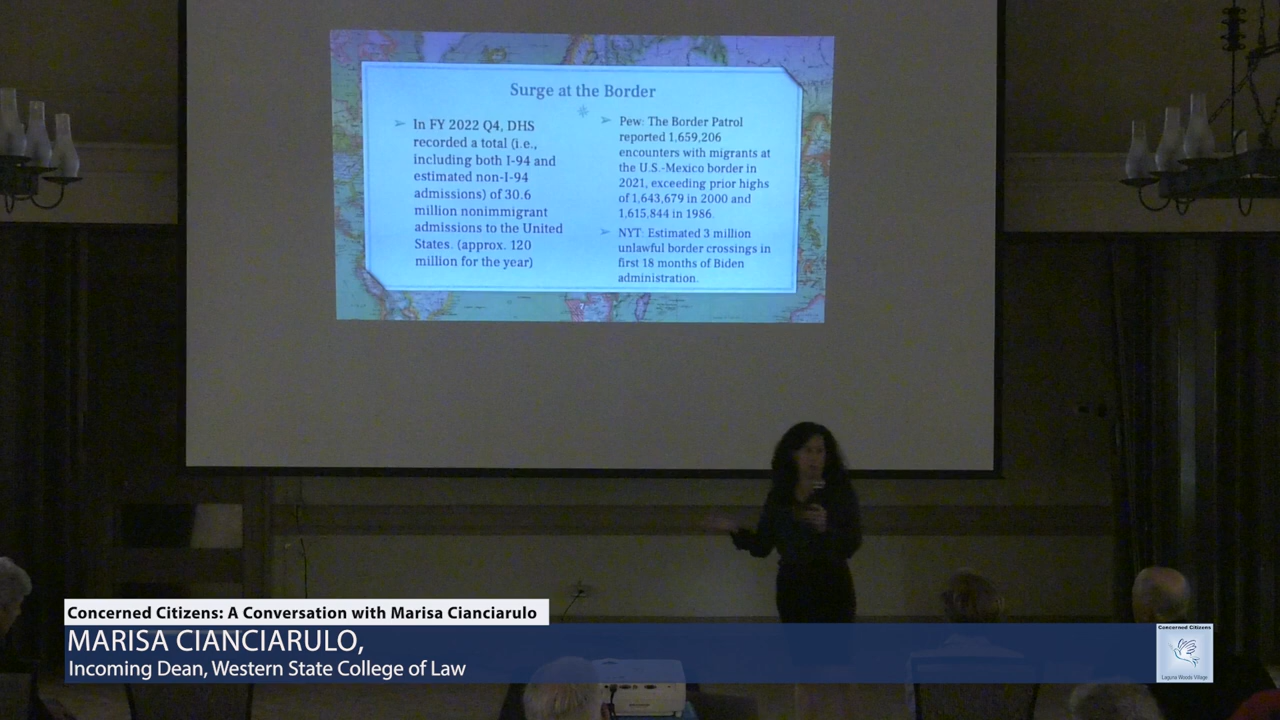 Surge at the Border
In FY 2022 Q4, DHS
recorded a total (i.e.,
including both I-94 and
estimated non-I-94
admissions) of 30.6
million nonimmigrant
admissions to the United
States. (approx. 120
million for the year)
Pew: The Border Patrol
reported 1,659,206
encounters with migrants at
the U.S.-Mexico border in
2021, exceeding prior highs
of 1,643,679 in 2000 and
1,615,844 in 1986.
NYT: Estimated 3 million
unlawful border crossings in
first 18 months of Biden
administration.
Concerned Citizens: A Conversation with Marisa Cianciarulo
MARISA CIANCIARULO,
Incoming Dean, Western State College of Law
Concerned Citizens
Laguna Woods Village